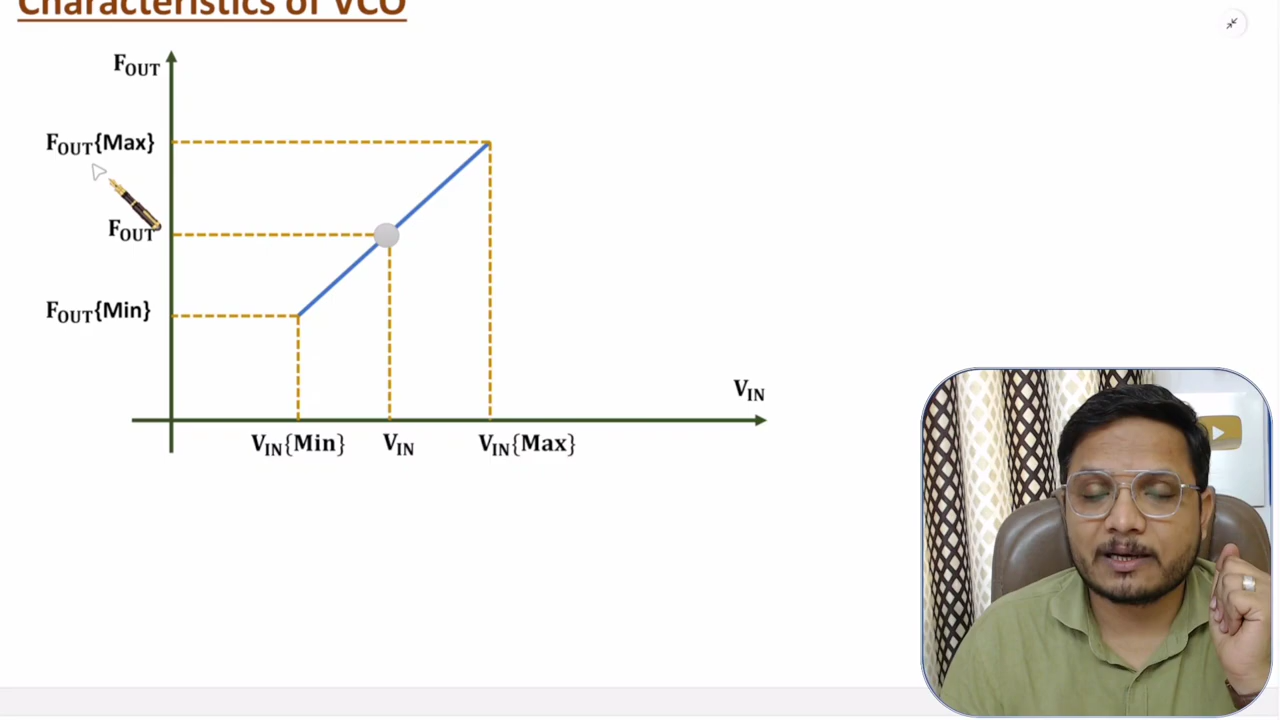 Characteristics of VCO
FOUT
FOUT{Max}
FOUT
FOUT{Min}
VIN
VIN{Min}
VIN
VIN{Max}